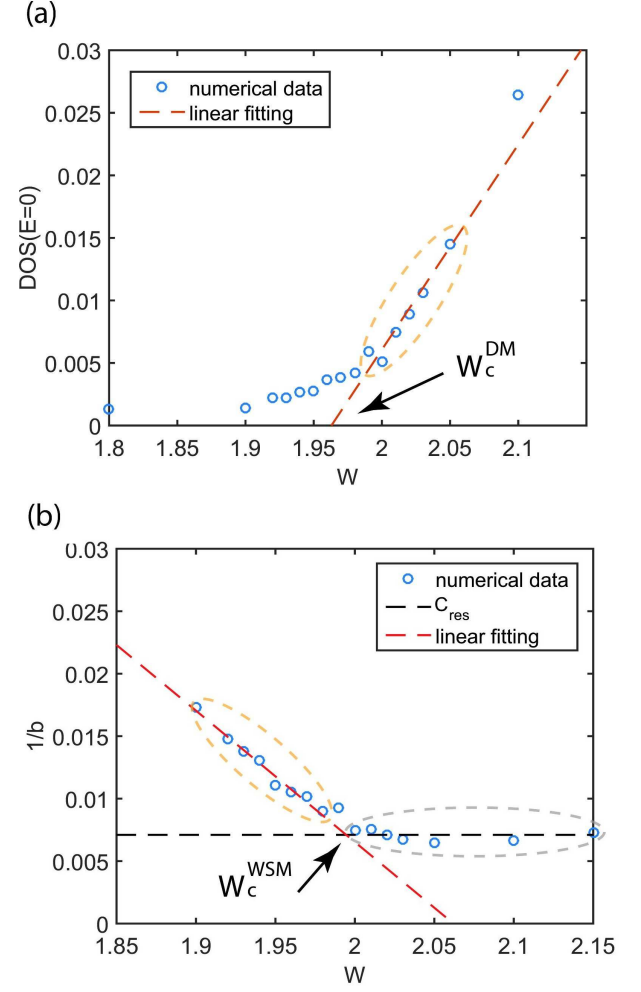 (a)
0.03
numerical data
linear fitting
0.025
0.02
0.015
DOS(E=0)
0.01
0.005
W_c^DM
0
1.8 1.85 1.9 1.95 2 2.05 2.1
W
(b)
0.03
numerical data
C_res
linear fitting
0.025
0.02
0.015
1/b
0.01
0.005
W_c^WSM
0
1.85 1.9 1.95 2 2.05 2.1 2.15
W